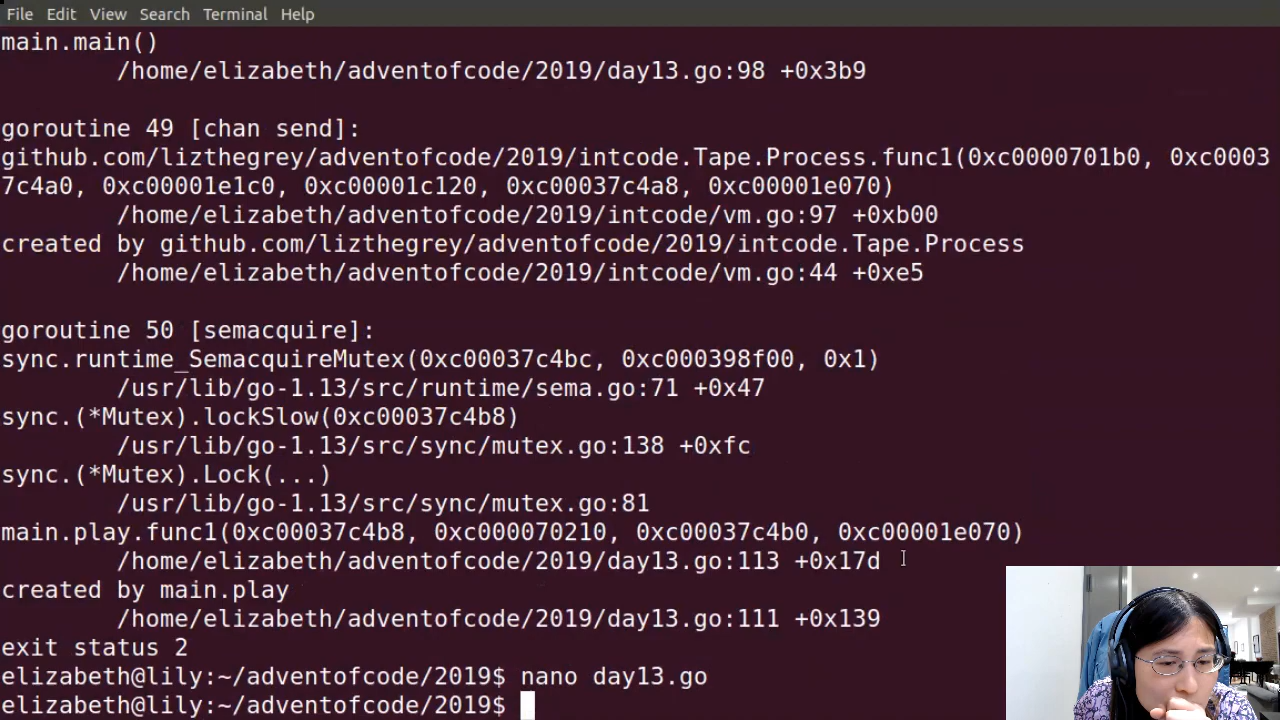 File Edit View Search Terminal Help
main.main()
/home/elizabeth/adventofcode/2019/day13.go:98 +0x3b9
goroutine 49 [chan send]:
github.com/lizthegrey/adventofcode/2019/intcode.Tape.Process.func1(0xc0000701b0, 0xc0003
7c4a0, 0xc00001e1c0, 0xc00001c120, 0xc00037c4a8, 0xc00001e070)
/home/elizabeth/adventofcode/2019/intcode/vm.go:97 +0xb00
created by github.com/lizthegrey/adventofcode/2019/intcode.Tape.Process
/home/elizabeth/adventofcode/2019/intcode/vm.go:44 +0xe5
goroutine 50 [semacquire]:
sync.runtime_SemacquireMutex(0xc00037c4bc, 0xc000398f00, 0x1)
/usr/lib/go-1.13/src/runtime/sema.go:71 +0x47
sync.(*Mutex).lockSlow(0xc00037c4b8)
/usr/lib/go-1.13/src/sync/mutex.go:138 +0xfc
sync.(*Mutex).Lock(...)
/usr/lib/go-1.13/src/sync/mutex.go:81
main.play.func1(0xc00037c4b8, 0xc000070210, 0xc00037c4b0, 0xc00001e070)
/home/elizabeth/adventofcode/2019/day13.go:113 +0x17d
created by main.play
/home/elizabeth/adventofcode/2019/day13.go:111 +0x139
exit status 2
elizabeth@lily:~/adventofcode/2019$ nano day13.go
elizabeth@lily:~/adventofcode/2019$